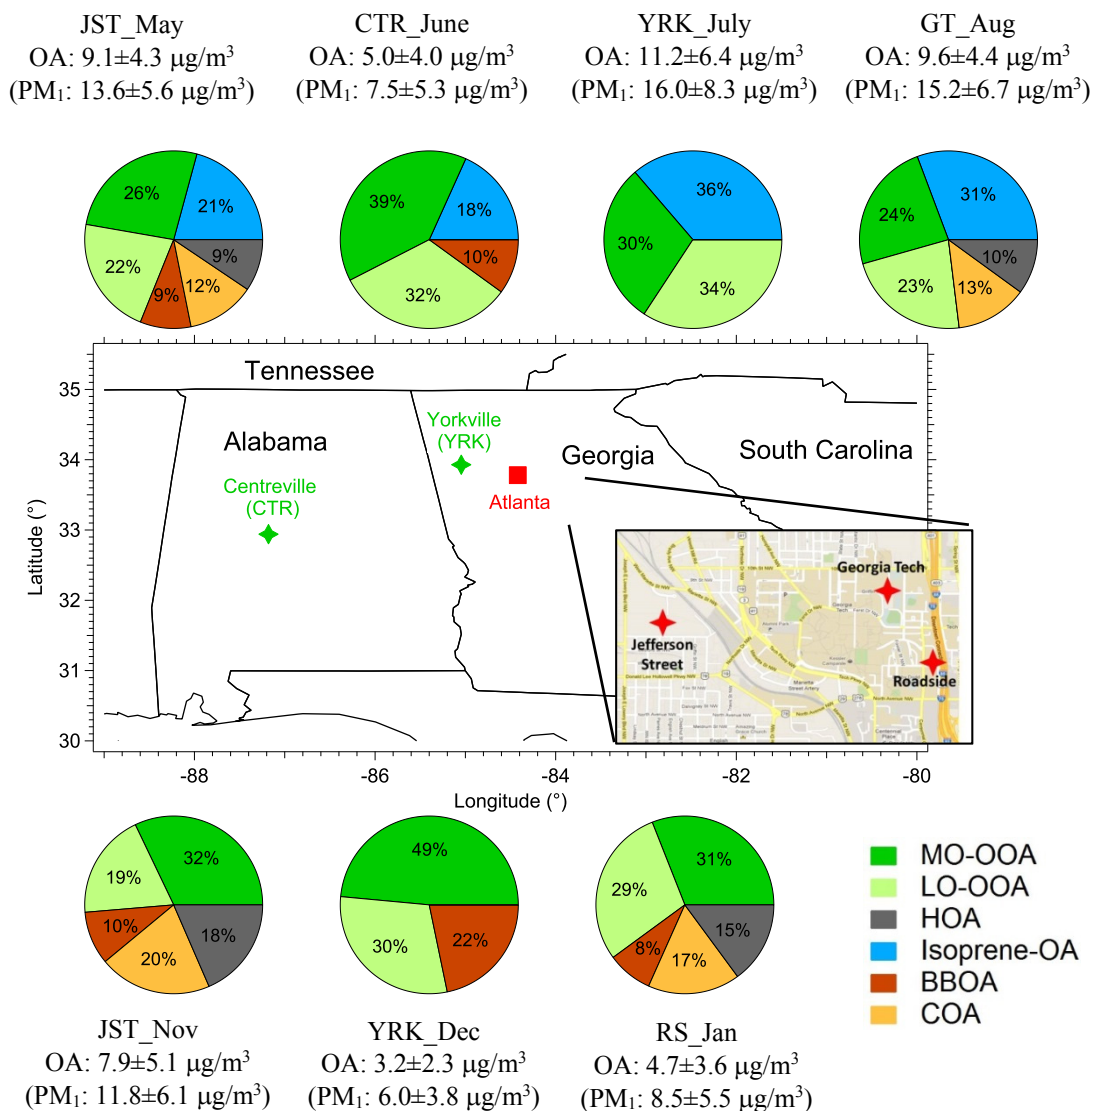 JST_May
OA: 9.1±4.3 μg/m³
(PM₁: 13.6±5.6 μg/m³)
CTR_June
OA: 5.0±4.0 μg/m³
(PM₁: 7.5±5.3 μg/m³)
YRK_July
OA: 11.2±6.4 μg/m³
(PM₁: 16.0±8.3 μg/m³)
GT_Aug
OA: 9.6±4.4 μg/m³
(PM₁: 15.2±6.7 μg/m³)
26%
21%
22%
9%
9%
12%
39%
18%
10%
32%
36%
30%
34%
31%
24%
10%
23%
13%
Tennessee
Alabama
Yorkville
(YRK)
Georgia
South Carolina
Centreville
(CTR)
Atlanta
Georgia Tech
Jefferson
Street
Roadside
Latitude (°)
35
34
33
32
31
30
-88
-86
-84
-82
-80
Longitude (°)
32%
19%
10%
18%
20%
49%
30%
22%
31%
29%
15%
8%
17%
MO-OOA
LO-OOA
HOA
Isoprene-OA
BBOA
COA
JST_Nov
OA: 7.9±5.1 μg/m³
(PM₁: 11.8±6.1 μg/m³)
YRK_Dec
OA: 3.2±2.3 μg/m³
(PM₁: 6.0±3.8 μg/m³)
RS_Jan
OA: 4.7±3.6 μg/m³
(PM₁: 8.5±5.5 μg/m³)